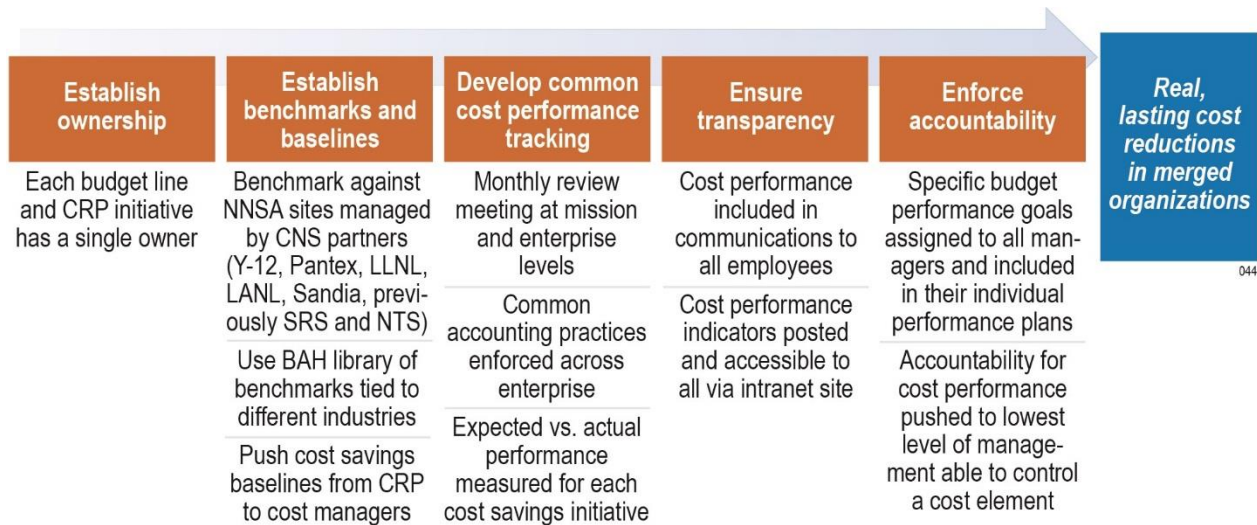 Establish
ownership
Each budget line
and CRP initiative
has a single owner
Establish
benchmarks and
baselines
Benchmark against
NNSA sites managed
by CNS partners
(Y-12, Pantex, LLNL,
LANL, Sandia, previ-
ously SRS and NTS)
Use BAH library of
benchmarks tied to
different industries
Push cost savings
baselines from CRP
to cost managers
Develop common
cost performance
tracking
Monthly review
meeting at mission
and enterprise
levels
Common
accounting practices
enforced across
enterprise
Expected vs. actual
performance
measured for each
cost savings initiative
Ensure
transparency
Cost performance
included in
communications to
all employees
Cost performance
indicators posted
and accessible to
all via intranet site
Enforce
accountability
Specific budget
performance goals
assigned to all man-
agers and included
in their individual
performance plans
Accountability for
cost performance
pushed to lowest
level of manage-
ment able to control
a cost element
Real,
lasting cost
reductions
in merged
organizations
044